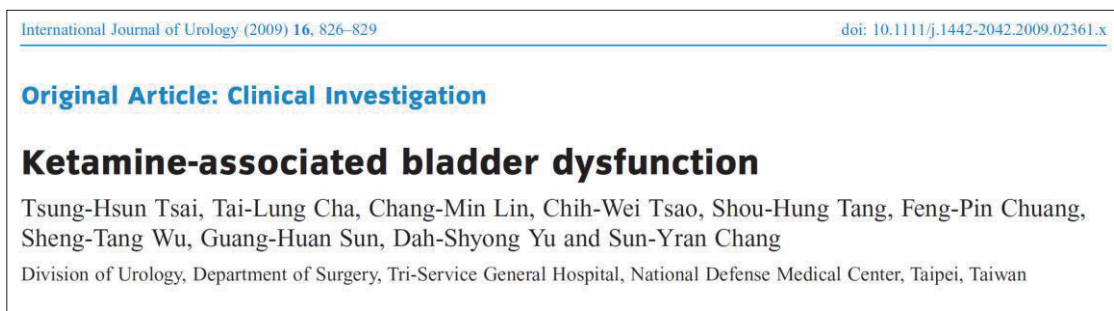 International Journal of Urology (2009) 16, 826–829
doi: 10.1111/j.1442-2042.2009.02361.x
Original Article: Clinical Investigation
Ketamine-associated bladder dysfunction
Tsung-Hsun Tsai, Tai-Lung Cha, Chang-Min Lin, Chih-Wei Tsao, Shou-Hung Tang, Feng-Pin Chuang,
Sheng-Tang Wu, Guang-Huan Sun, Dah-Shyong Yu and Sun-Yran Chang
Division of Urology, Department of Surgery, Tri-Service General Hospital, National Defense Medical Center, Taipei, Taiwan